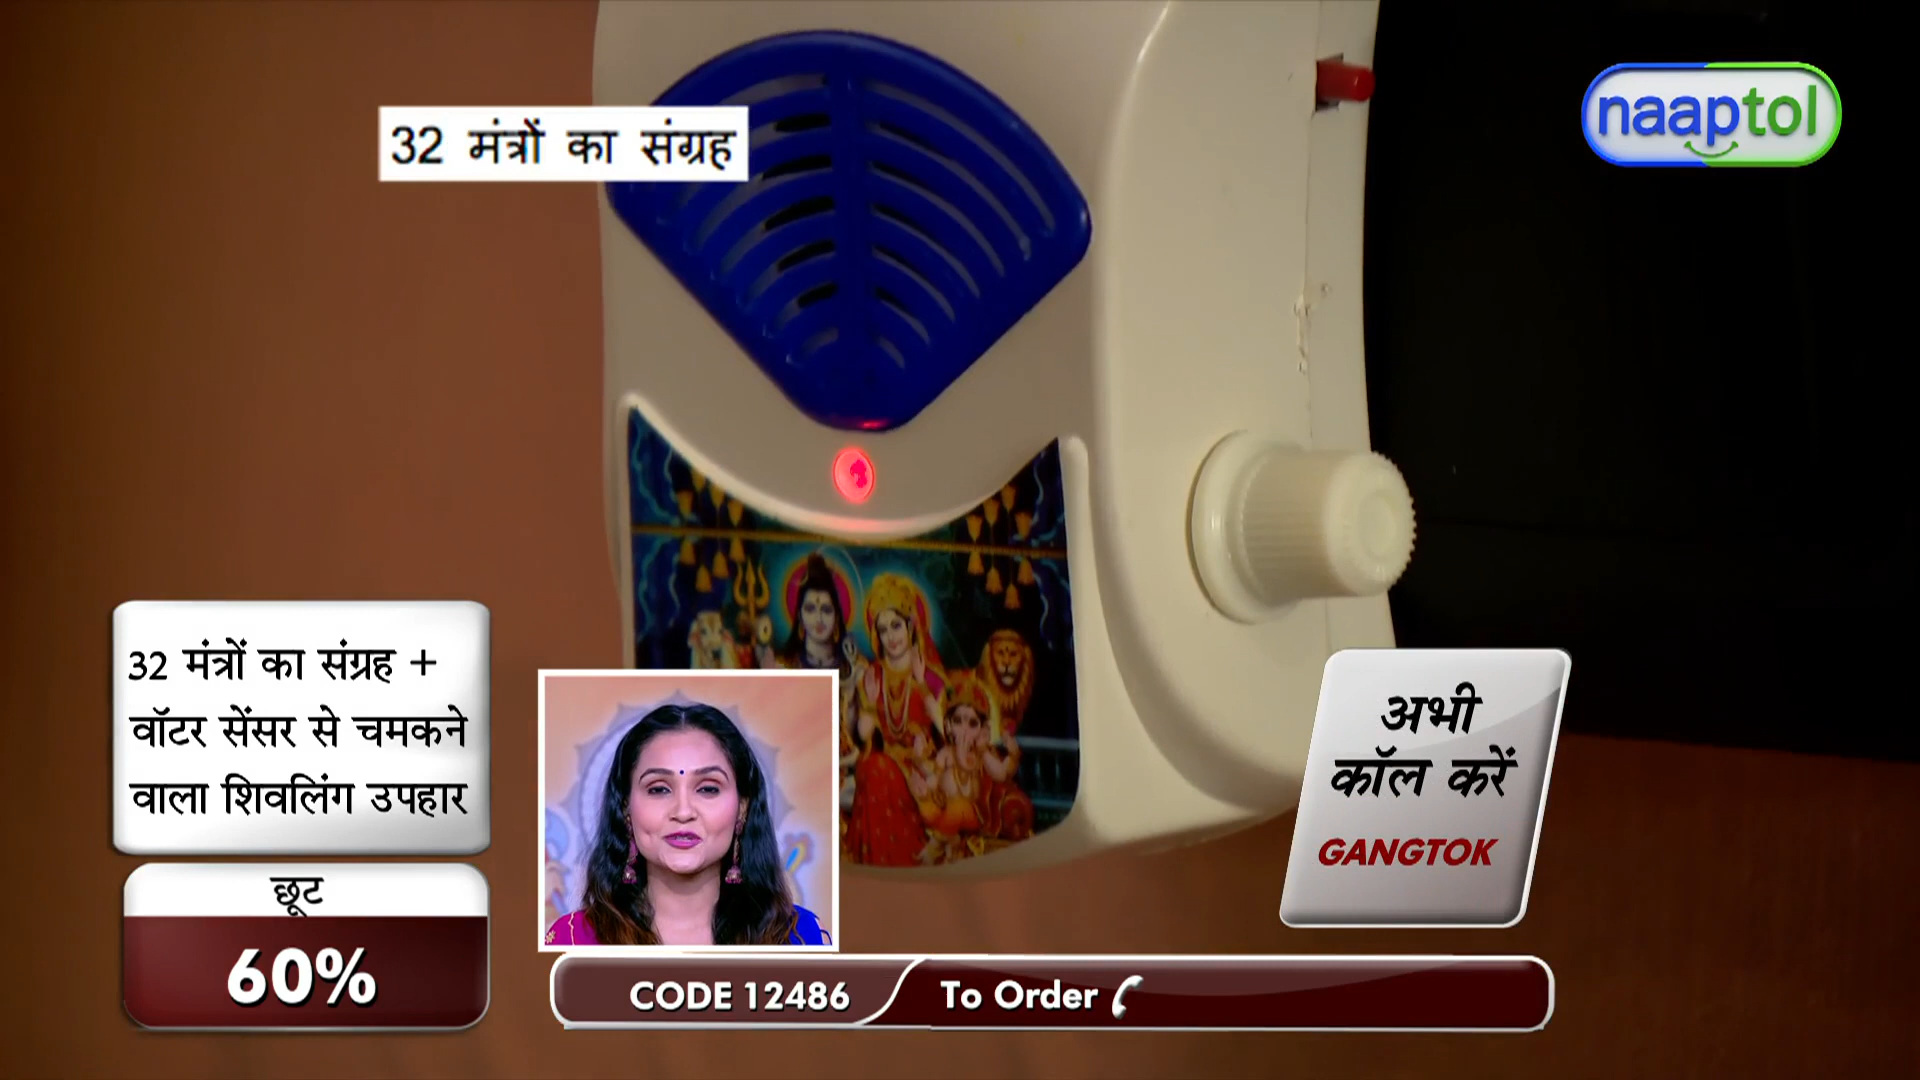 32 मंत्रों का संग्रह
naaptol
32 मंत्रों का संग्रह +
वॉटर सेंसर से चमकने
वाला शिवलिंग उपहार
छूट
60%
अभी
कॉल करें
GANGTOK
CODE 12486
To Order